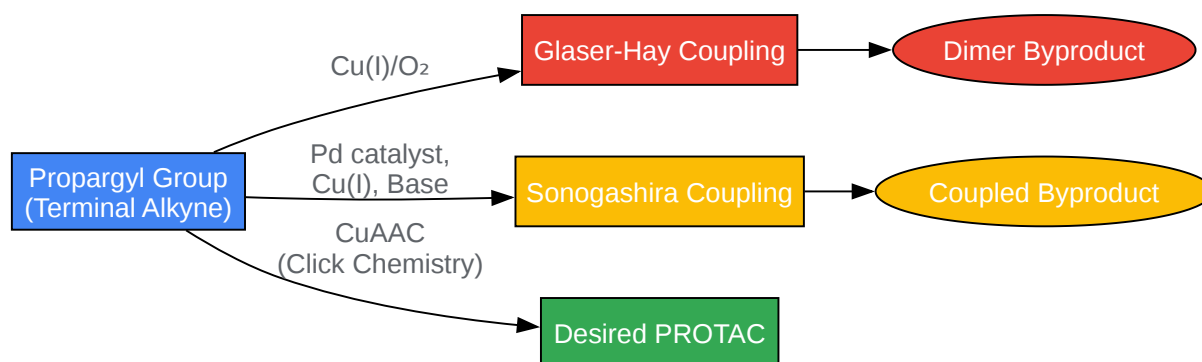 Cu(I)/O₂
Glaser-Hay Coupling
Dimer Byproduct
Propargyl Group
(Terminal Alkyne)
Pd catalyst,
Cu(I), Base
Sonogashira Coupling
Coupled Byproduct
CuAAC
(Click Chemistry)
Desired PROTAC